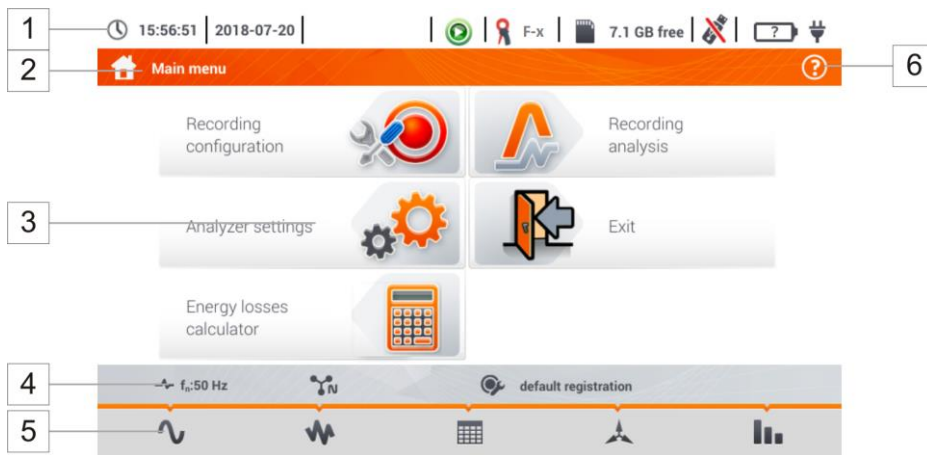 1
15:56:51 2018-07-20 F-x 7.1 GB free ?
2
Main menu
?
6
Recording
configuration
Recording
analysis
3
Analyzer settings
Exit
Energy losses
calculator
4
fn:50 Hz
N
default registration
5